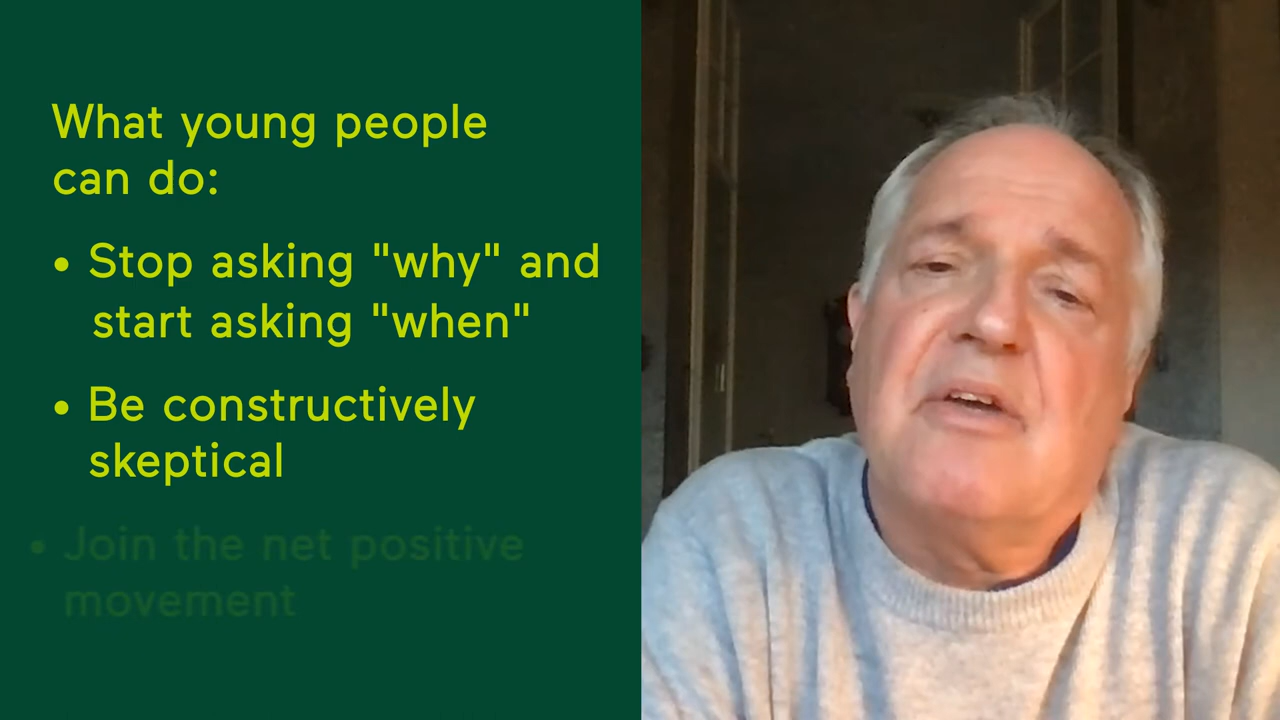 What young people
can do:
• Stop asking "why" and
start asking "when"
• Be constructively
skeptical
• Join the net positive
movement